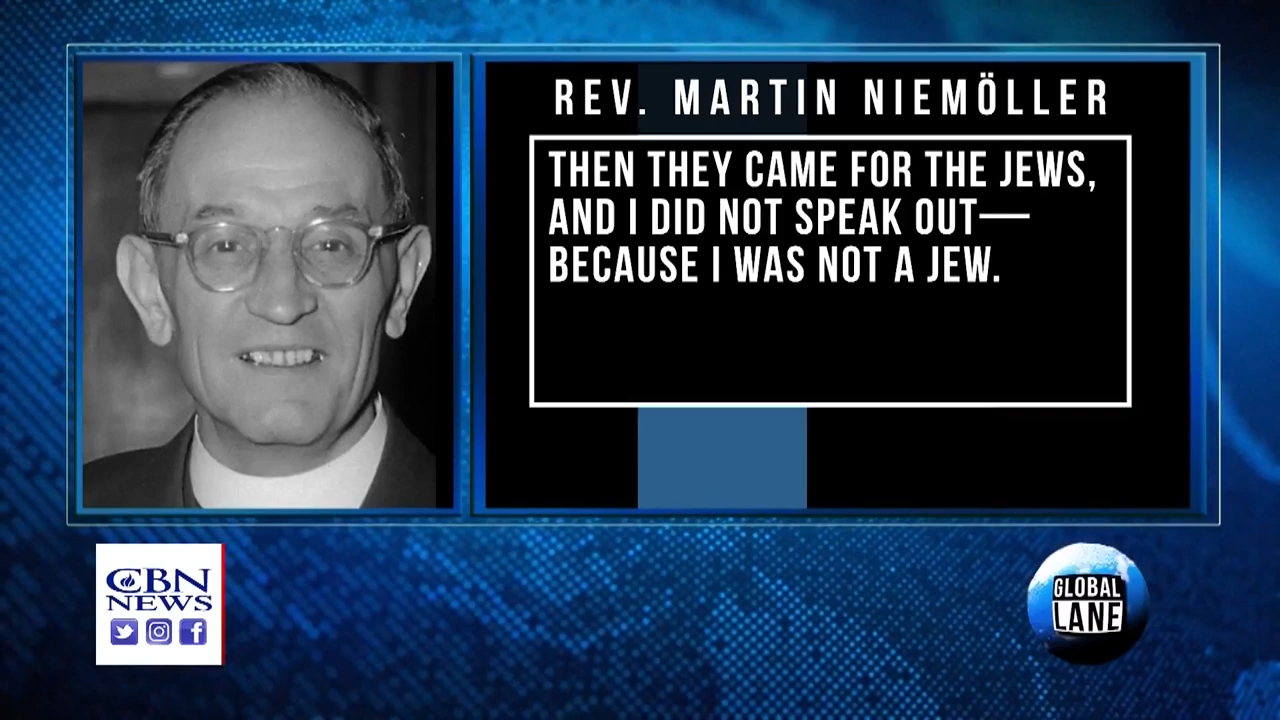 REV. MARTIN NIEMÖLLER
THEN THEY CAME FOR THE JEWS,
AND I DID NOT SPEAK OUT—
BECAUSE I WAS NOT A JEW.
CBN
NEWS
GLOBAL
LANE